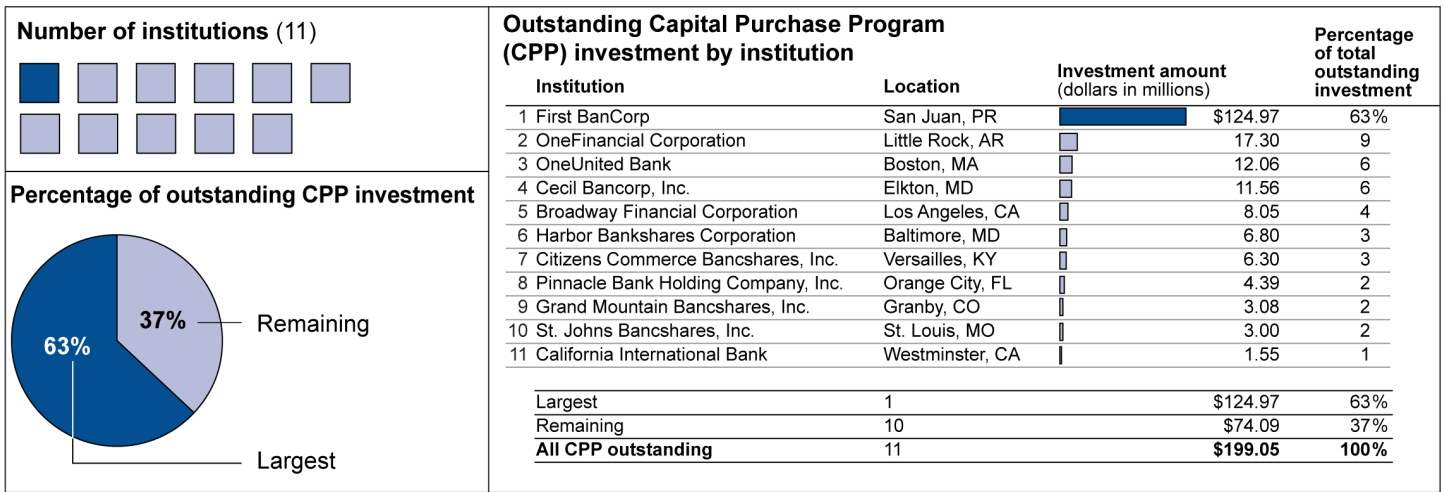 Number of institutions (11)
Percentage of outstanding CPP investment
37%
Remaining
63%
Largest
Outstanding Capital Purchase Program
(CPP) investment by institution
Institution Location Investment amount (dollars in millions) Percentage of total outstanding investment
1 First BanCorp San Juan, PR $124.97 63%
2 OneFinancial Corporation Little Rock, AR 17.30 9
3 OneUnited Bank Boston, MA 12.06 6
4 Cecil Bancorp, Inc. Elkton, MD 11.56 6
5 Broadway Financial Corporation Los Angeles, CA 8.05 4
6 Harbor Bankshares Corporation Baltimore, MD 6.80 3
7 Citizens Commerce Bancshares, Inc. Versailles, KY 6.30 3
8 Pinnacle Bank Holding Company, Inc. Orange City, FL 4.39 2
9 Grand Mountain Bancshares, Inc. Granby, CO 3.08 2
10 St. Johns Bancshares, Inc. St. Louis, MO 3.00 2
11 California International Bank Westminster, CA 1.55 1
Largest 1 $124.97 63%
Remaining 10 $74.09 37%
All CPP outstanding 11 $199.05 100%